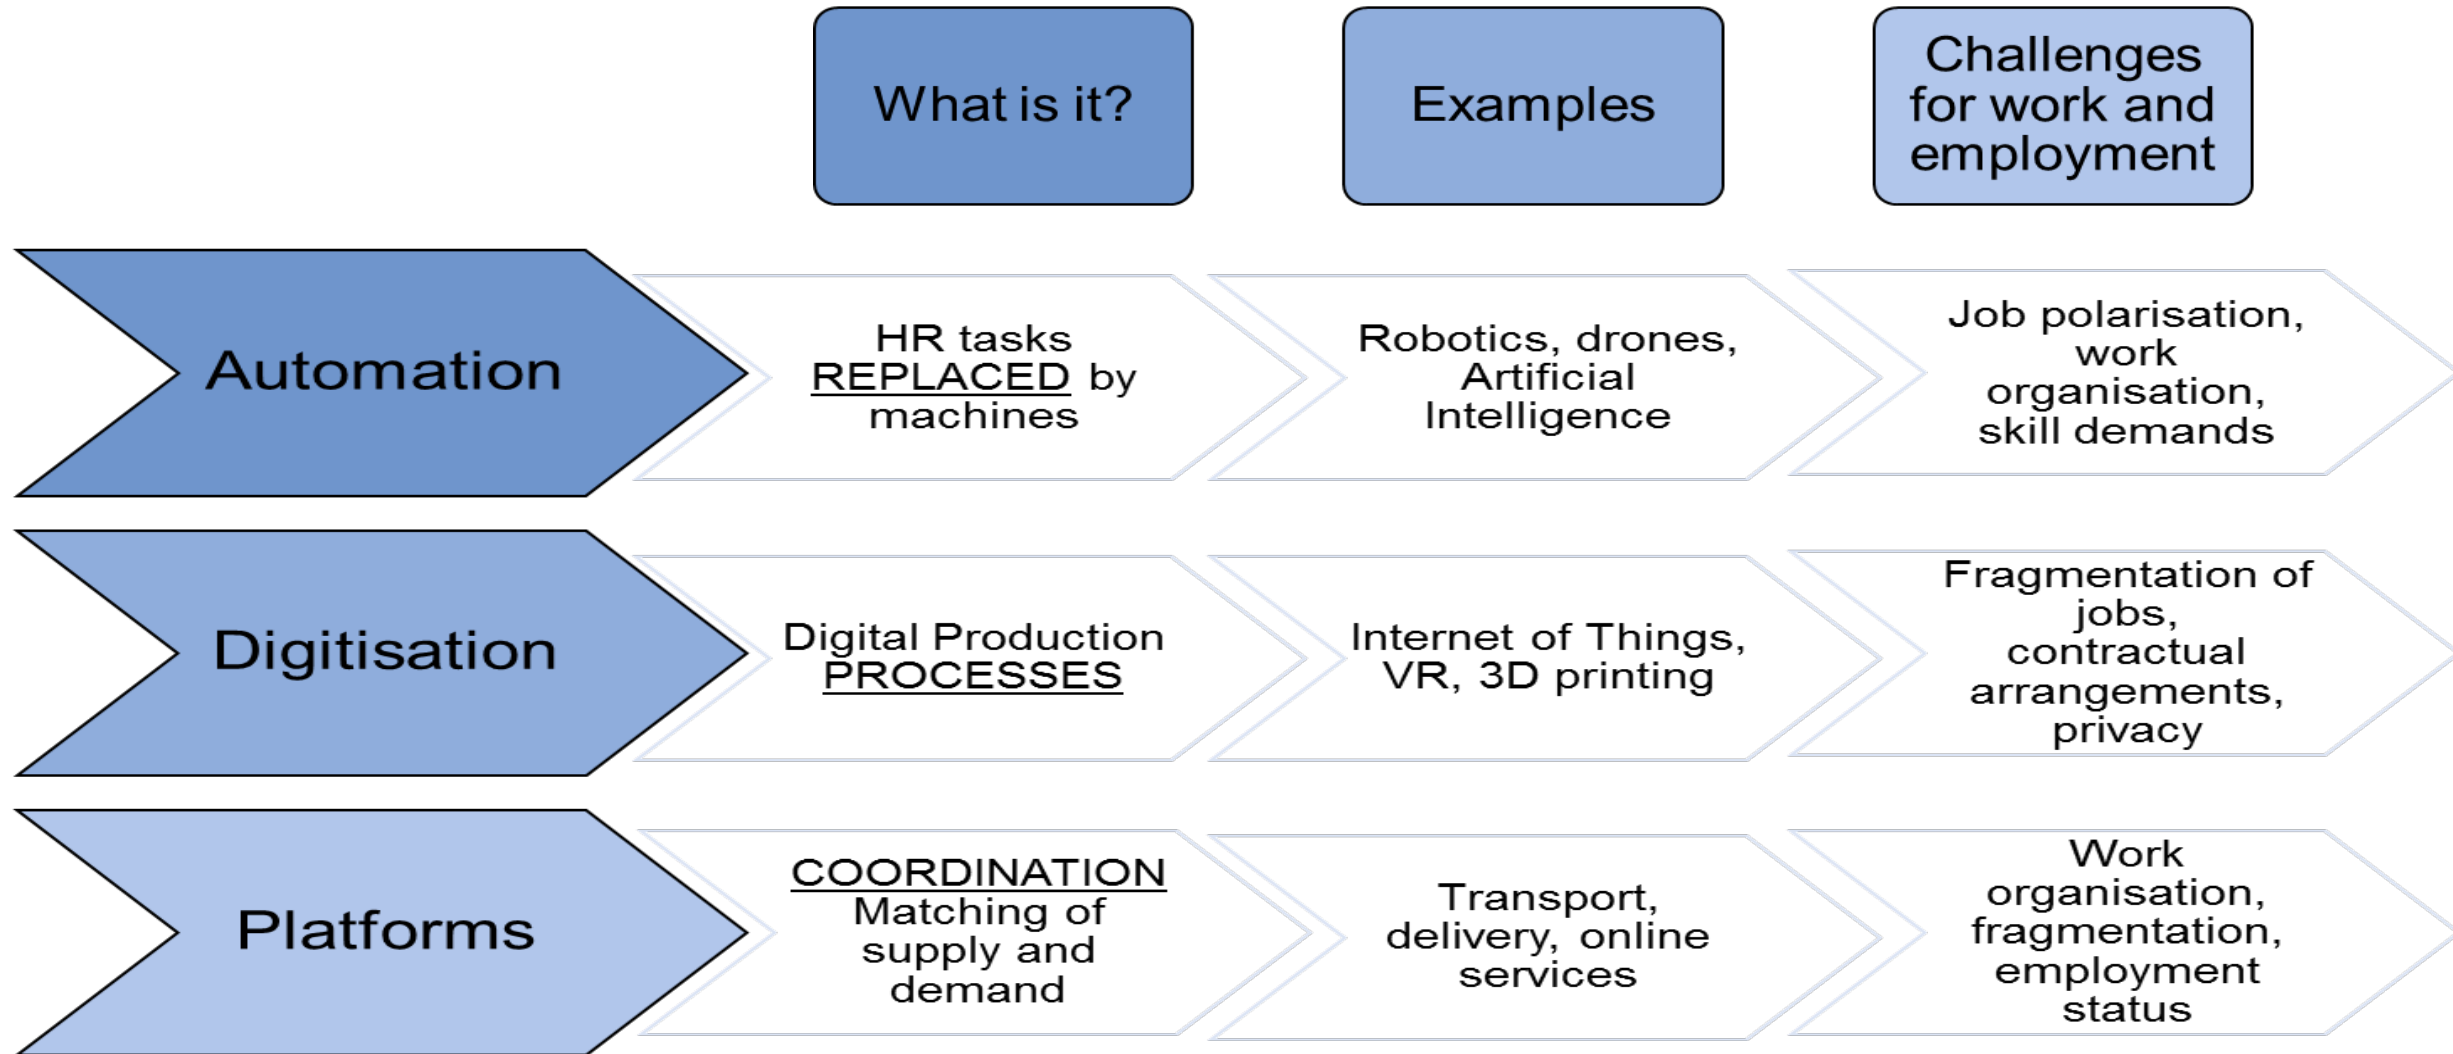 What is it?
Examples
Challenges
for work and
employment
Automation
HR tasks
REPLACED by
machines
Robotics, drones,
Artificial
Intelligence
Job polarisation,
work
organisation,
skill demands
Digitisation
Digital Production
PROCESSES
Internet of Things,
VR, 3D printing
Fragmentation of
jobs,
contractual
arrangements,
privacy
Platforms
COORDINATION
Matching of
supply and
demand
Transport,
delivery, online
services
Work
organisation,
fragmentation,
employment
status